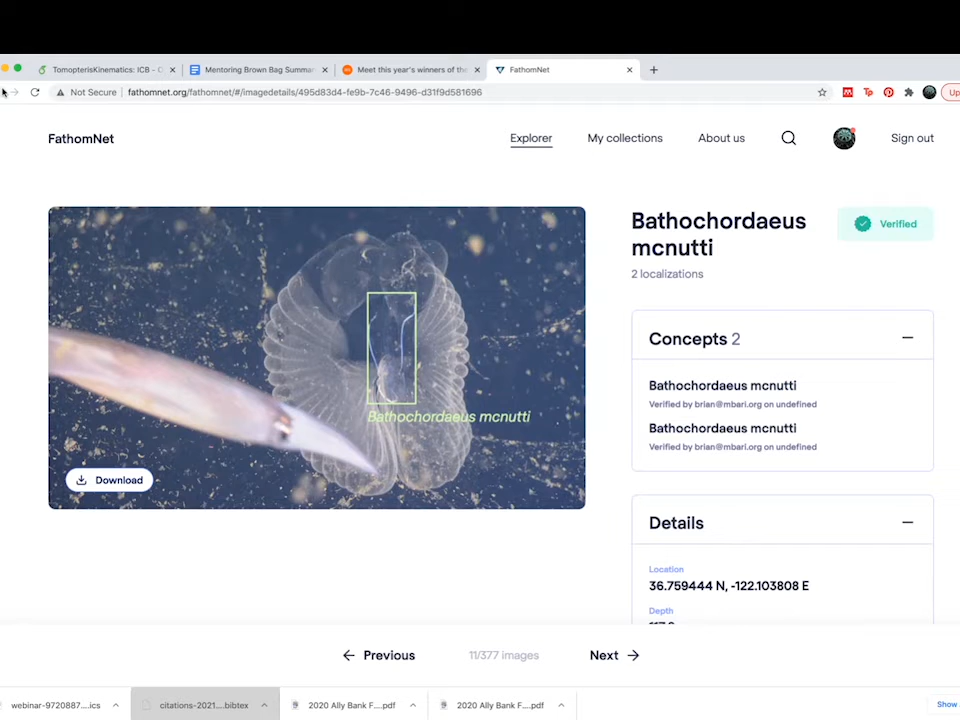 TomopterisKinematics: ICB - O
Mentoring Brown Bag Summar
Meet this year's winners of the
FathomNet
Not Secure
fathomnet.org/fathomnet/#/imagedetails/495d83d4-fe9b-7c46-9496-d31f9d581696
Up
FathomNet
Explorer
My collections
About us
Sign out
Bathochordaeus mcnutti
Download
Bathochordaeus
mcnutti
Verified
2 localizations
Concepts 2
Bathochordaeus mcnutti
Verified by brian@mbari.org on undefined
Bathochordaeus mcnutti
Verified by brian@mbari.org on undefined
Details
Location
36.759444 N, -122.103808 E
Depth
Previous
11/377 images
Next
webinar-9720887....ics
citations-2021....bibtex
2020 Ally Bank F....pdf
2020 Ally Bank F....pdf
Show